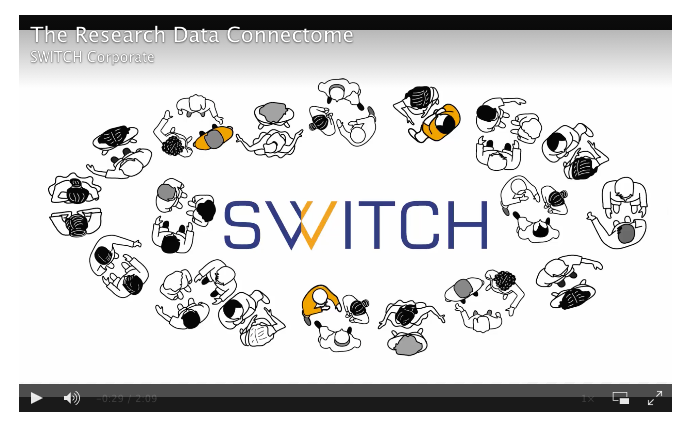 The Research Data Connectome
SWITCH Corporate
SWITCH
-0:29 / 2:09
1×